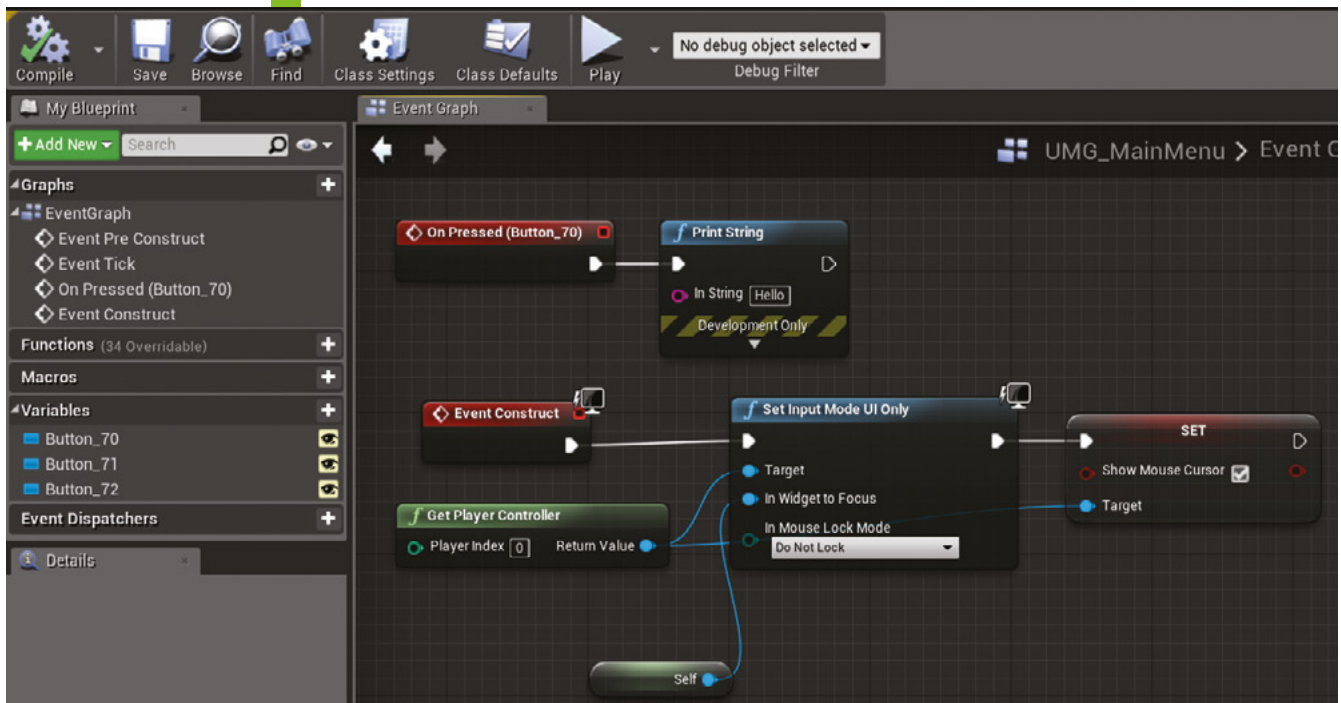 Compile
Save
Browse
Find
Class Settings
Class Defaults
Play
No debug object selected
Debug Filter
My Blueprint
Event Graph
+Add New
Search
UMG_MainMenu > Event
Graphs
EventGraph
Event Pre Construct
Event Tick
On Pressed (Button_70)
Event Construct
Functions (34 Overridable)
Macros
Variables
Button_70
Button_71
Button_72
Event Dispatchers
Details
On Pressed (Button_70)
f Print String
In String Hello
Development Only
Event Construct
f Get Player Controller
Player Index 0 Return Value
Self
f Set Input Mode UI Only
Target
In Widget to Focus
In Mouse Lock Mode
Do Not Lock
SET
Show Mouse Cursor
Target